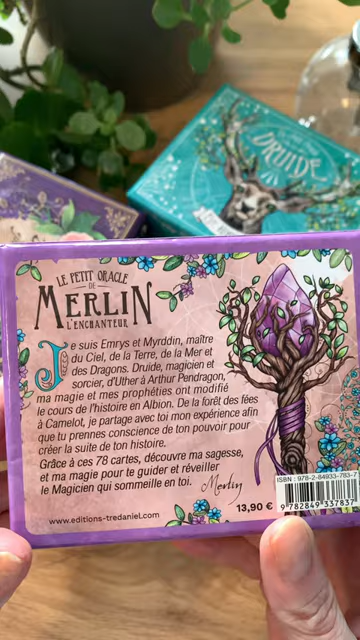 DRUIDE
LE PETIT ORACLE
DE
MERLIN
L'ENCHANTEUR
Je suis Emrys et Myrddin, maître
du Ciel, de la Terre, de la Mer et
des Dragons. Druide, magicien et
sorcier, d'Uther à Arthur Pendragon,
ma magie et mes prophéties ont modifié
le cours de l'histoire en Albion. De la forêt des fées
à Camelot, je partage avec toi mon expérience afin
que tu prennes conscience de ton pouvoir pour
créer la suite de ton histoire.
Grâce à ces 78 cartes, découvre ma sagesse,
et ma magie pour te guider et réveiller
le Magicien qui sommeille en toi.
Merlin
www.editions-tredaniel.com
13,90 €
ISBN : 978-2-84933-783-7
9 782849 337837